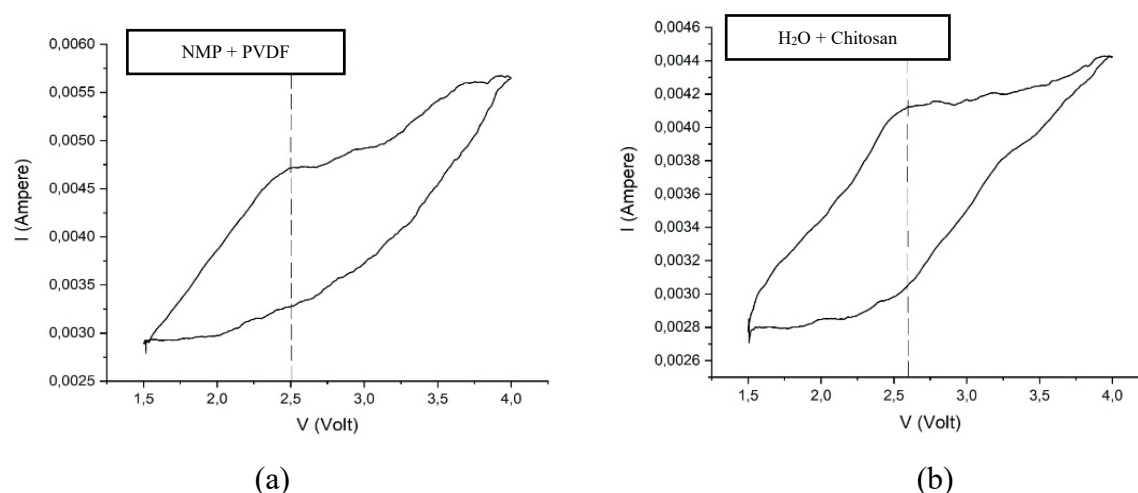 NMP + PVDF
0,0060
0,0055
0,0050
0,0045
0,0040
0,0035
0,0030
0,0025
I (Ampere)
1,5 2,0 2,5 3,0 3,5 4,0
V (Volt)
(a)
H₂O + Chitosan
0,0046
0,0044
0,0042
0,0040
0,0038
0,0036
0,0034
0,0032
0,0030
0,0028
0,0026
I (Ampere)
1,5 2,0 2,5 3,0 3,5 4,0
V (Volt)
(b)